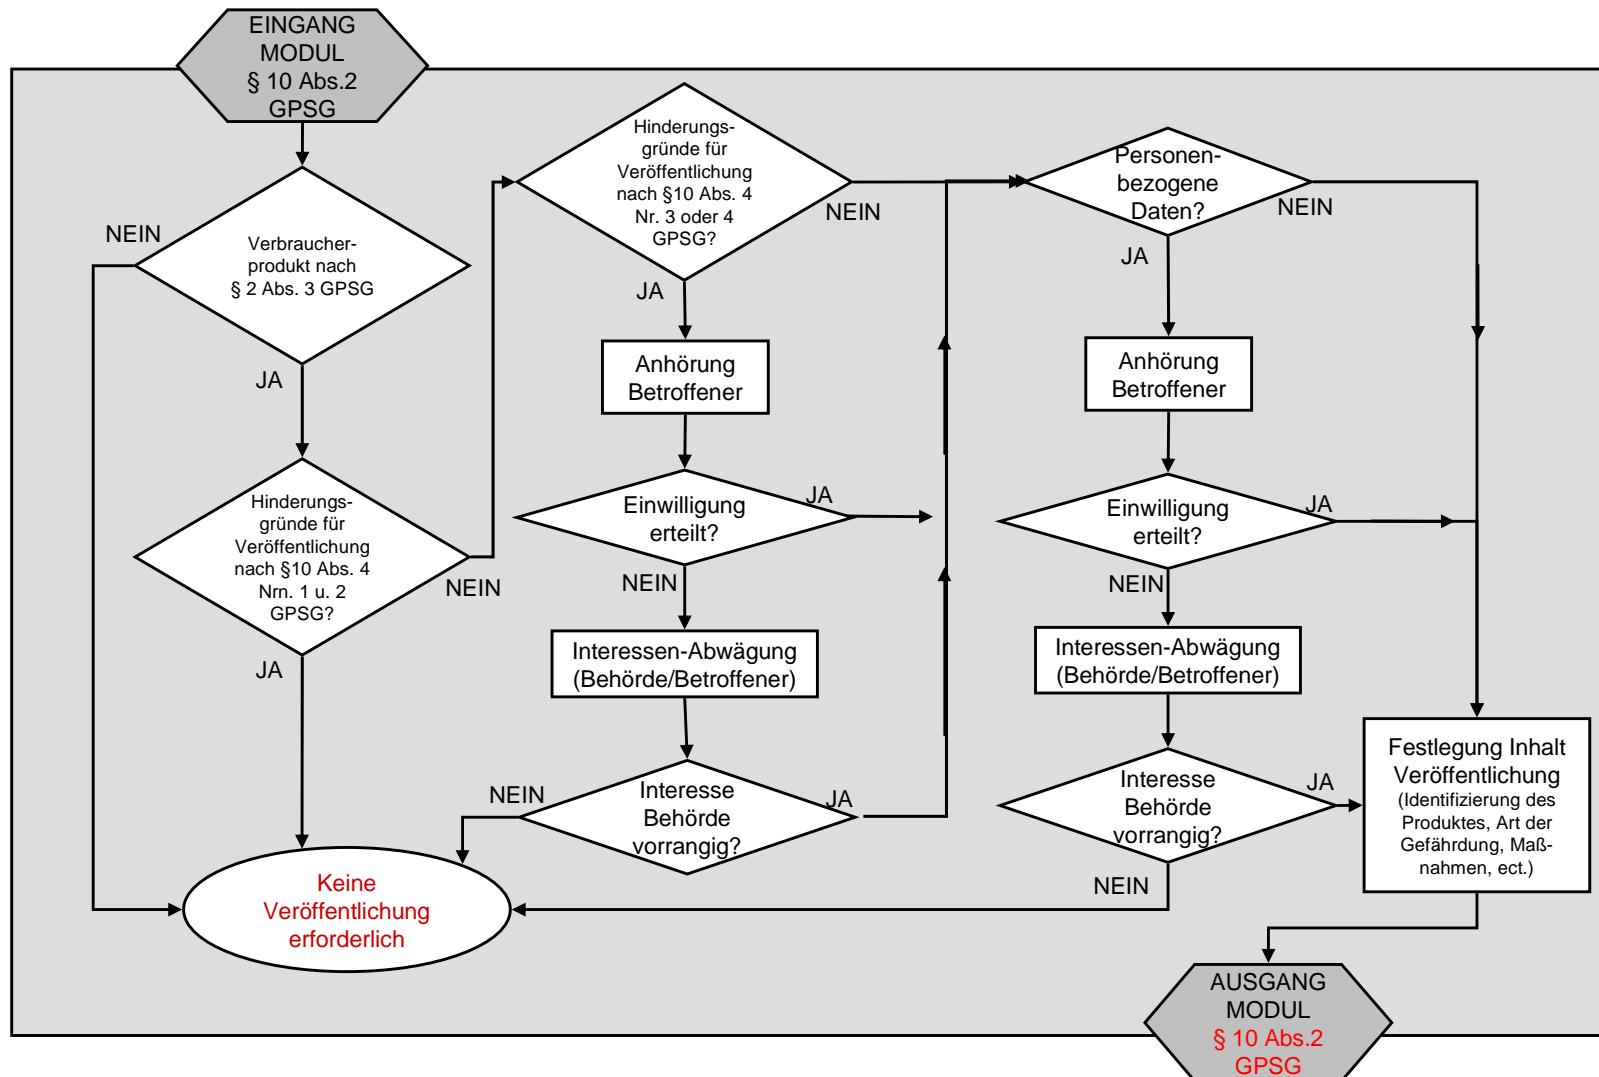 EINGANG
MODUL
§ 10 Abs.2
GPSG
NEIN
Verbraucher-
produkt nach
§ 2 Abs. 3 GPSG
JA
Hinderungs-
gründe für
Veröffentlichung
nach §10 Abs. 4
Nrn. 1 u. 2
GPSG?
NEIN
JA
Keine
Veröffentlichung
erforderlich
Hinderungs-
gründe für
Veröffentlichung
nach §10 Abs. 4
Nr. 3 oder 4
GPSG?
NEIN
JA
Anhörung
Betroffener
Einwilligung
erteilt?
JA
NEIN
Interessen-Abwägung
(Behörde/Betroffener)
NEIN
Interesse
Behörde
vorrangig?
JA
Personen-
bezogene
Daten?
NEIN
JA
Anhörung
Betroffener
Einwilligung
erteilt?
JA
NEIN
Interessen-Abwägung
(Behörde/Betroffener)
Interesse
Behörde
vorrangig?
JA
NEIN
Festlegung Inhalt
Veröffentlichung
(Identifizierung des
Produktes, Art der
Gefährdung, Maß-
nahmen, ect.)
AUSGANG
MODUL
§ 10 Abs.2
GPSG